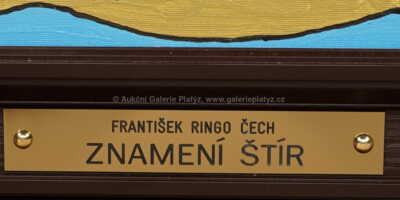 © Aukční Galerie Platýz, www.galerieplatyz.cz
FRANTIŠEK RINGO ČECH
ZNAMENÍ ŠTÍR